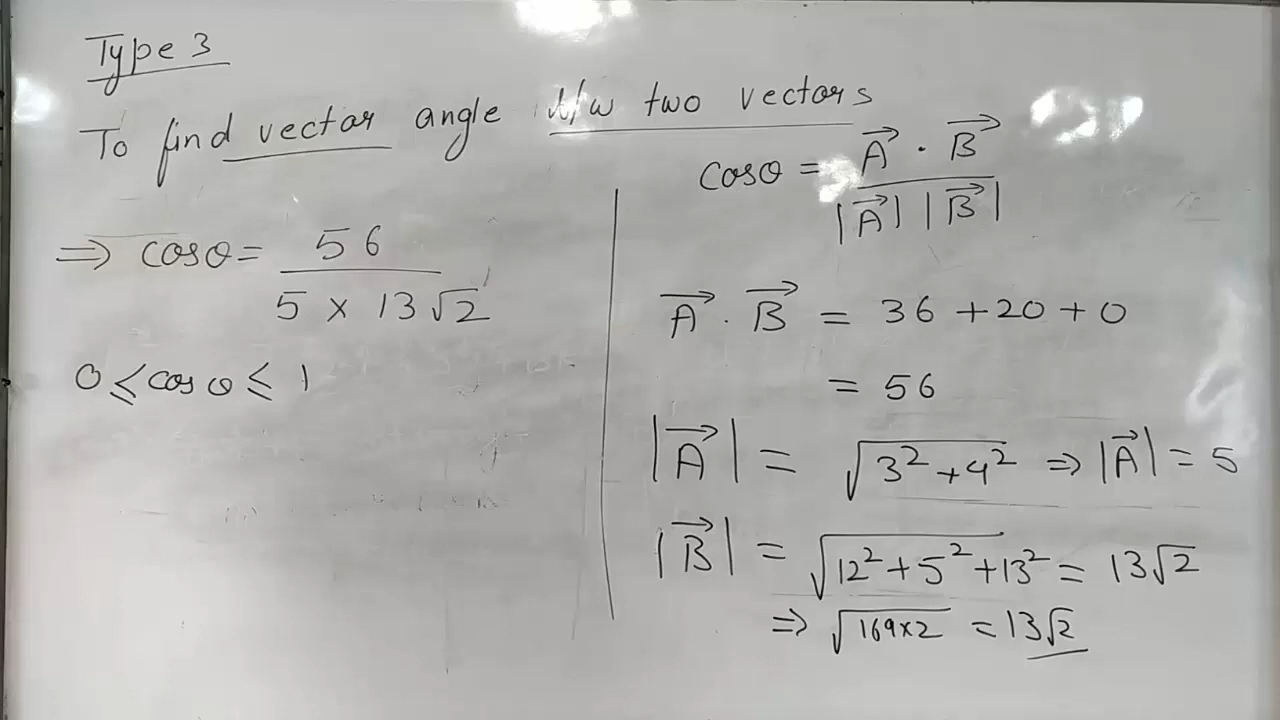 Type 3
To find vector angle b/w two vectors
cosθ = A⃗ · B⃗ / |A⃗| |B⃗|
⇒ cosθ = 56 / 5 × 13√2
0 ≤ cosθ ≤ 1
A⃗ · B⃗ = 36 + 20 + 0
= 56
|A⃗| = √(3² + 4²) ⇒ |A⃗| = 5
|B⃗| = √(12² + 5² + 13²) = 13√2
⇒ √(169×2) = 13√2